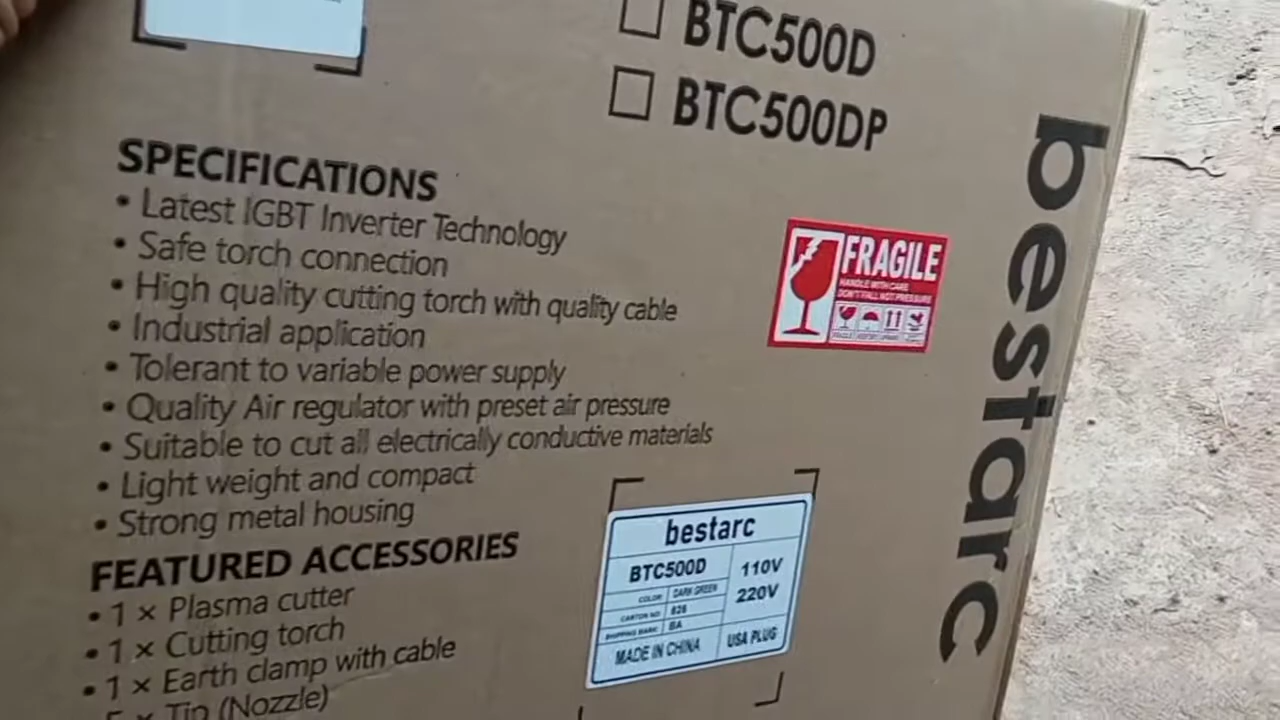 BTC500D
BTC500DP
SPECIFICATIONS
• Latest IGBT Inverter Technology
• Safe torch connection
• High quality cutting torch with quality cable
• Industrial application
• Tolerant to variable power supply
• Quality Air regulator with preset air pressure
• Suitable to cut all electrically conductive materials
• Light weight and compact
• Strong metal housing
FEATURED ACCESSORIES
• 1 × Plasma cutter
• 1 × Cutting torch
• 1 × Earth clamp with cable
5 × Tip (Nozzle)
FRAGILE
HANDLE WITH CARE
DON'T FALL NOT PRESSURE
bestarc
BTC500D
COLOR: DARK GREEN
CARTON NO: 626
SHIPPING MARK: BA
MADE IN CHINA
110V
220V
USA PLUG
bestarc